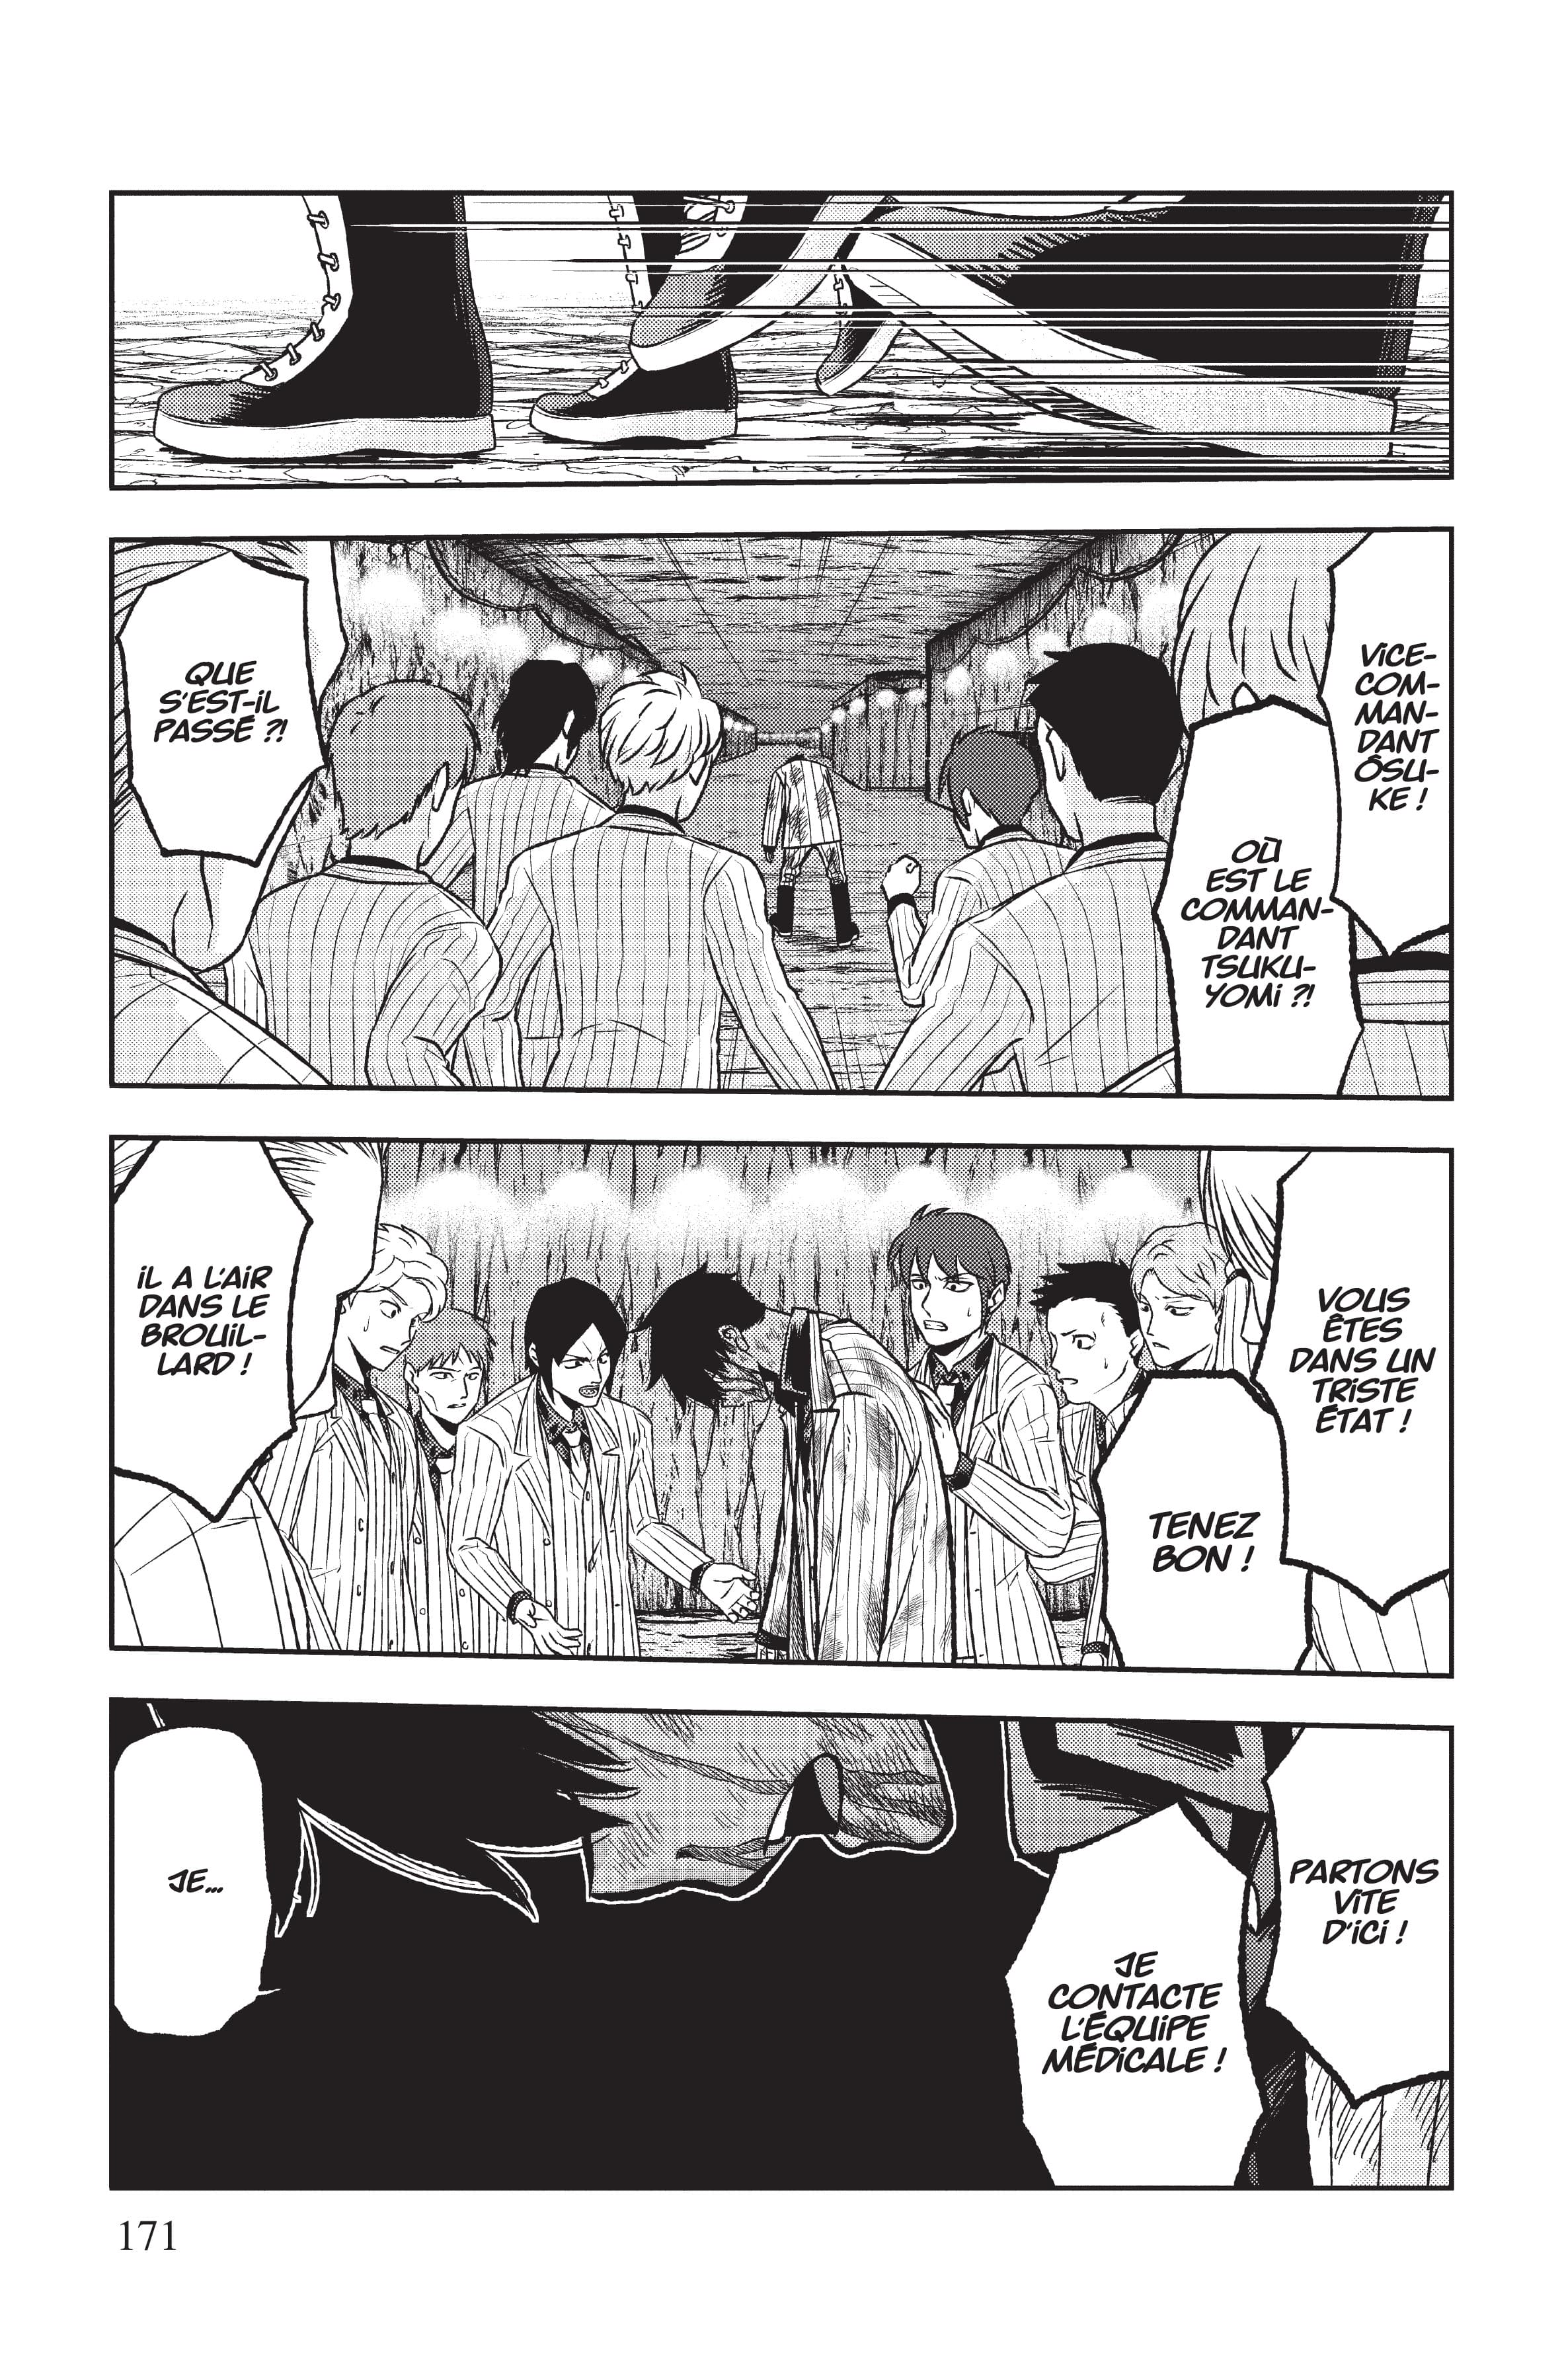 VICE-
COM-
MAN-
DANT
ÔSU-
KE !
OÙ
EST LE
COMMAN-
DANT
TSUKU-
YOMI ?!
QUE
S'EST-IL
PASSÉ ?!
VOUS
ÊTES
DANS UN
TRISTE
ÉTAT !
TENEZ
BON !
IL A L'AIR
DANS LE
BROUIL-
LARD !
PARTONS
VITE
D'ICI !
JE
CONTACTE
L'ÉQUIPE
MÉDICALE !
JE...
171